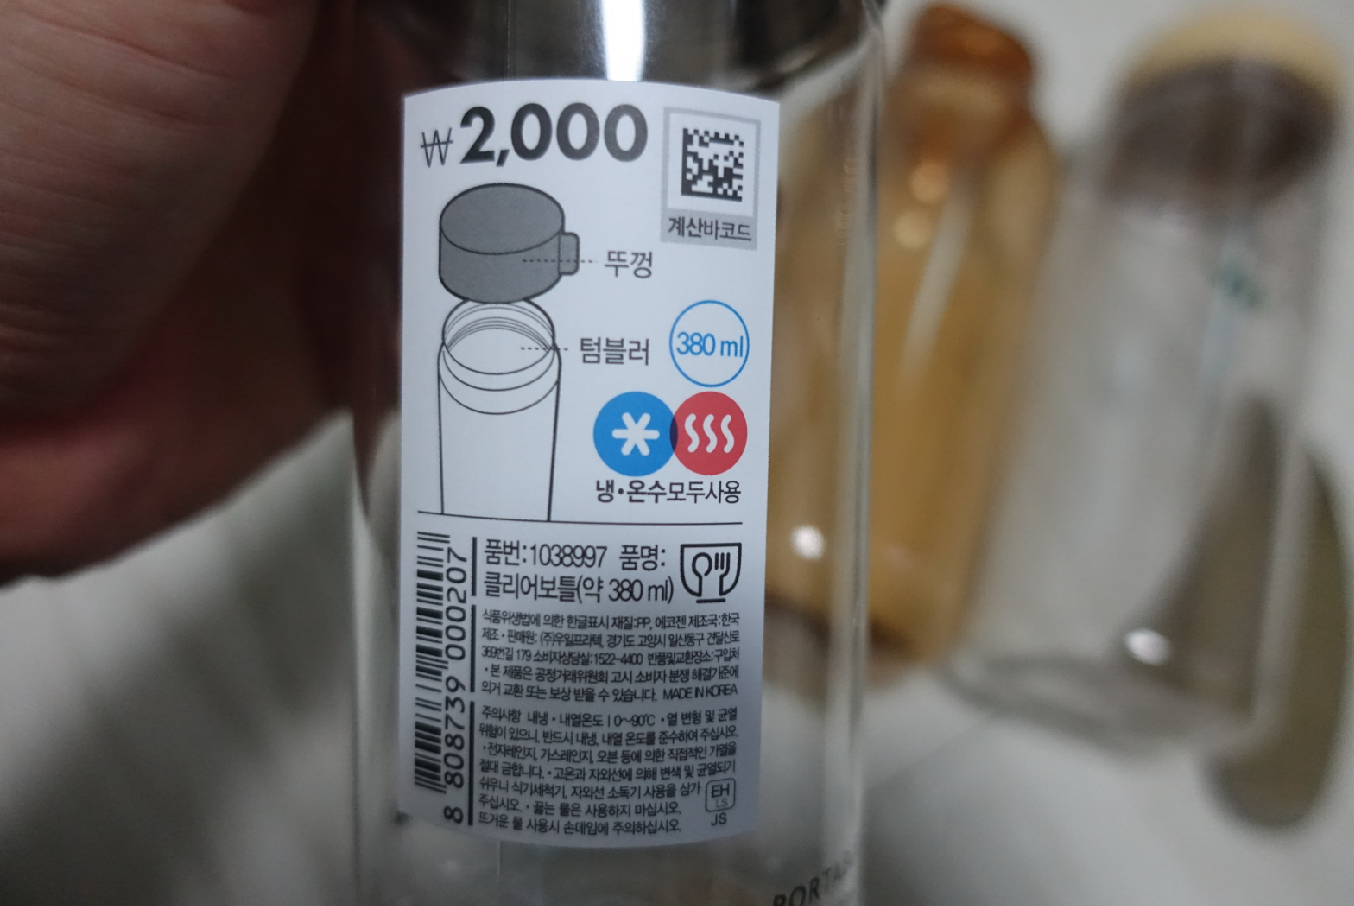 ₩2,000
계산바코드
뚜껑
텀블러
380 ml
냉•온수모두사용
품번:1038997 품명:
클리어보틀(약 380 ml)
식품위생법에 의한 한글표시 재질:PP, 에코젠 제조국:한국
제조・판매원: (주)우일프라텍, 경기도 고양시 일산동구 견달산로
369번길 179 소비자상담실:1522-4400 반품및교환장소:구입처
・본 제품은 공정거래위원회 고시 소비자 분쟁 해결기준에
의거 교환 또는 보상 받을 수 있습니다. MADE IN KOREA
주의사항 내냉・내열온도ㅣ0~90℃ ・열 변형 및 균열
위험이 있으니, 반드시 내냉, 내열 온도를 준수하여 주십시오.
・전자레인지, 가스레인지, 오븐 등에 의한 직접적인 가열을
절대 금합니다. ・고온과 자외선에 의해 변색 및 균열되기
쉬우니 식기세척기, 자외선 소독기 사용을 삼가
주십시오. ・끓는 물은 사용하지 마십시오.
뜨거운 물 사용시 손데임에 주의하십시오.
EH
LS
JS
8 808739 000207
PORTA